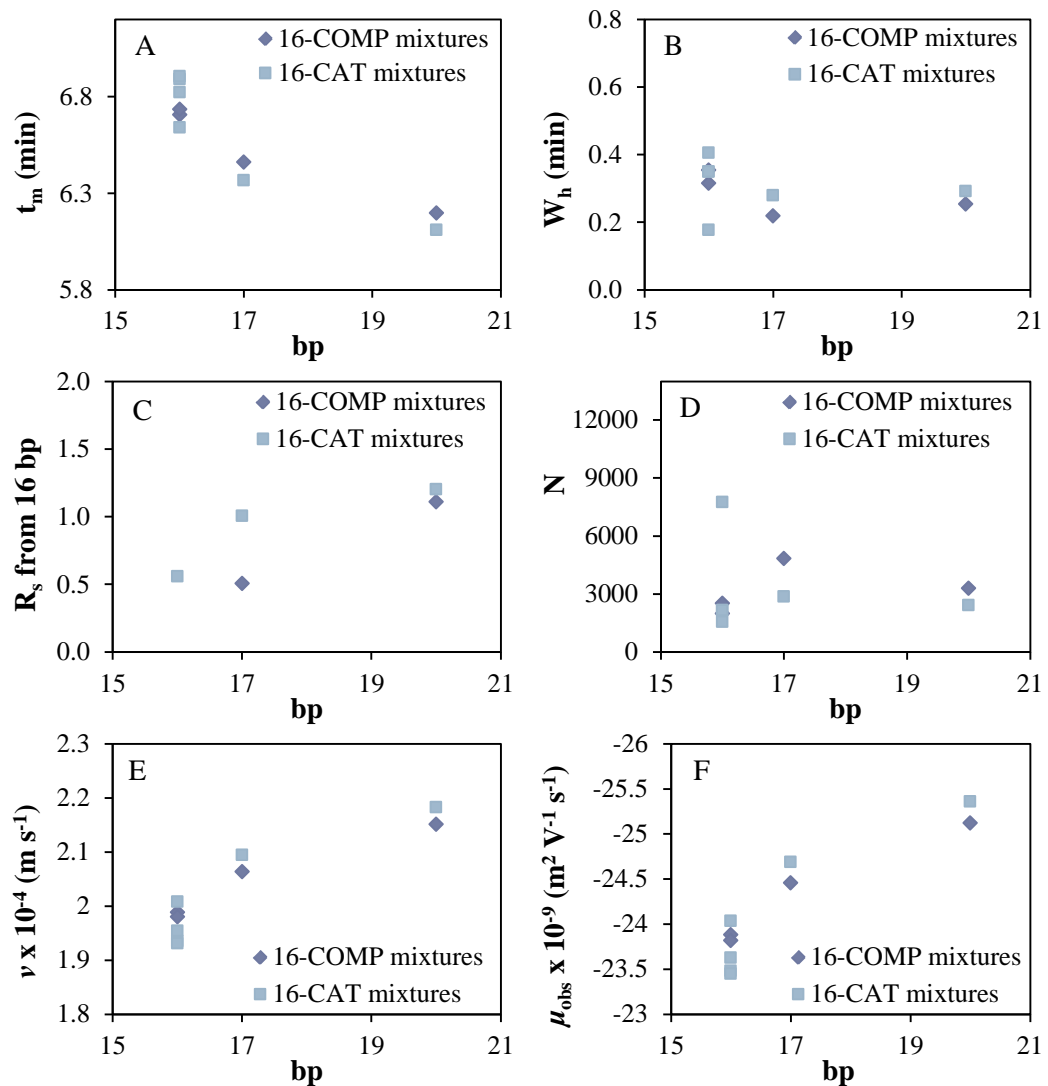 A
16-COMP mixtures
16-CAT mixtures
6.8
6.3
5.8
t_m (min)
15 17 19 21
bp
B
16-COMP mixtures
16-CAT mixtures
0.8
0.6
0.4
0.2
0.0
W_h (min)
15 17 19 21
bp
C
16-COMP mixtures
16-CAT mixtures
2.0
1.5
1.0
0.5
0.0
R_s from 16 bp
15 17 19 21
bp
D
16-COMP mixtures
16-CAT mixtures
12000
9000
6000
3000
0
N
15 17 19 21
bp
E
2.3
2.2
2.1
2
1.9
1.8
v x 10⁻⁴ (m s⁻¹)
16-COMP mixtures
16-CAT mixtures
15 17 19 21
bp
F
-26
-25.5
-25
-24.5
-24
-23.5
-23
μ_obs x 10⁻⁹ (m² V⁻¹ s⁻¹)
16-COMP mixtures
16-CAT mixtures
15 17 19 21
bp